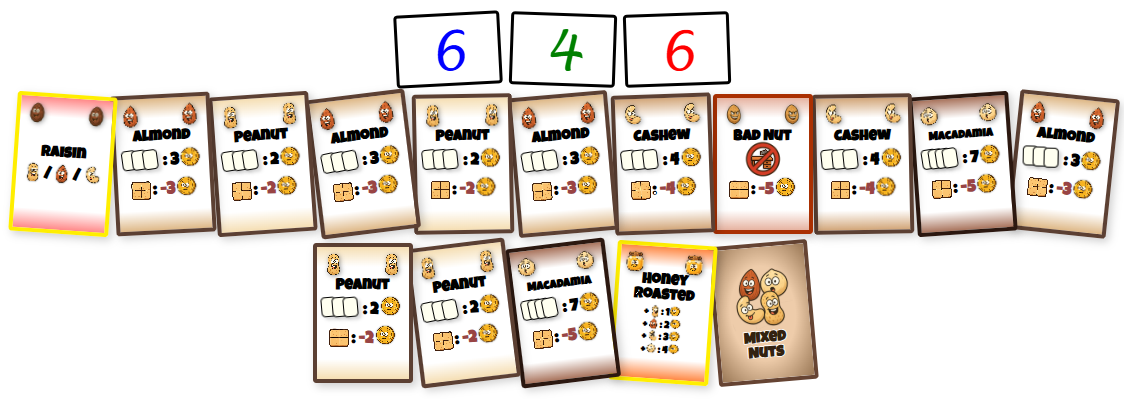 6 4 6
RAISIN
/ /
ALMOND
: 3
: -3
PEANUT
: 2
: -2
ALMOND
: 3
: -3
PEANUT
: 2
: -2
ALMOND
: 3
: -3
CASHEW
: 4
: -4
BAD NUT
: -5
CASHEW
: 4
: -4
MACADAMIA
: 7
: -5
ALMOND
: 3
: -3
PEANUT
: 2
: -2
PEANUT
: 2
: -2
MACADAMIA
: 7
: -5
HONEY
ROASTED
+ : 1
+ : 2
+ : 3
+ : 4
MIXED
NUTS